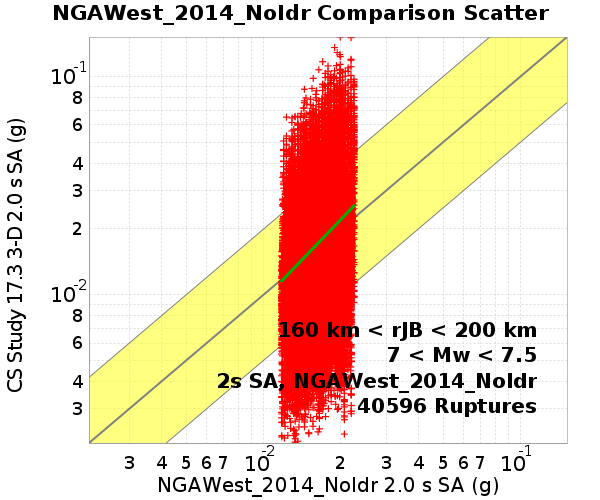 NGAWest_2014_NoIdr Comparison Scatter
CS Study 17.3 3-D 2.0 s SA (g)
10⁻¹
8
6
4
3
2
10⁻²
8
6
4
3
160 km < rJB < 200 km
7 < Mw < 7.5
2s SA, NGAWest_2014_NoIdr
40596 Ruptures
3 4 5 6 7 10⁻² 2 3 4 5 6 7 10⁻¹
NGAWest_2014_NoIdr 2.0 s SA (g)